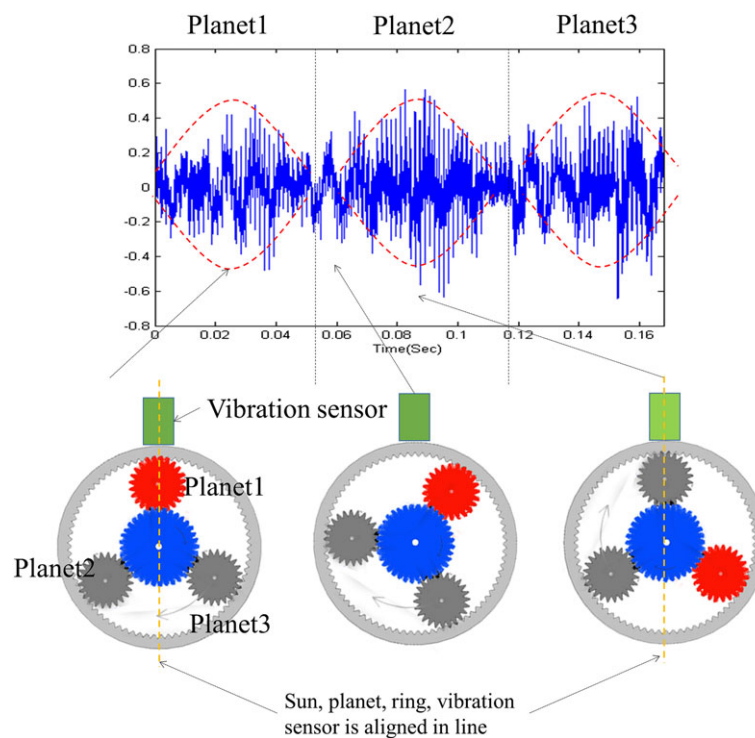 Planet1 Planet2 Planet3
0.8
0.6
0.4
0.2
0
-0.2
-0.4
-0.6
-0.8
0 0.02 0.04 0.06 0.08 0.1 0.12 0.14 0.16
Time(Sec)
Vibration sensor
Planet1
Planet2
Planet3
Sun, planet, ring, vibration
sensor is aligned in line